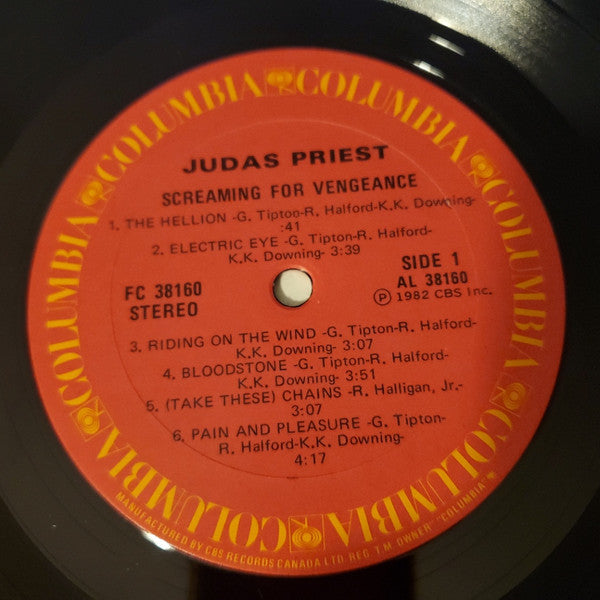 COLUMBIA COLUMBIA COLUMBIA COLUMBIA COLUMBIA COLUMBIA
JUDAS PRIEST
SCREAMING FOR VENGEANCE
1. THE HELLION -G. Tipton-R. Halford-K.K. Downing-
:41
2. ELECTRIC EYE -G. Tipton-R. Halford-
K.K. Downing- 3:39
FC 38160
STEREO
SIDE 1
AL 38160
Ⓟ 1982 CBS Inc.
3. RIDING ON THE WIND -G. Tipton-R. Halford-
K.K. Downing- 3:07
4. BLOODSTONE -G. Tipton-R. Halford-
K.K. Downing- 3:51
5. (TAKE THESE) CHAINS -R. Halligan, Jr.-
3:07
6. PAIN AND PLEASURE -G. Tipton-
R. Halford-K.K. Downing-
4:17
MANUFACTURED BY CBS RECORDS CANADA LTD. REG. T.M. OWNER "COLUMBIA"